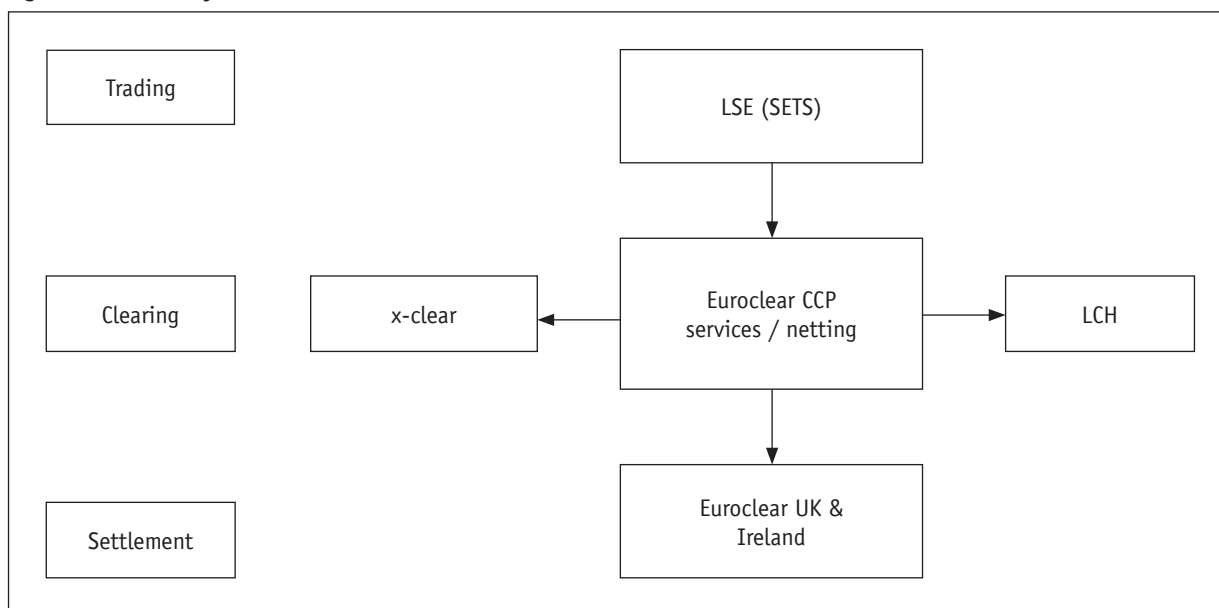 Trading
LSE (SETS)
Clearing
x-clear
Euroclear CCP
services / netting
LCH
Settlement
Euroclear UK &
Ireland